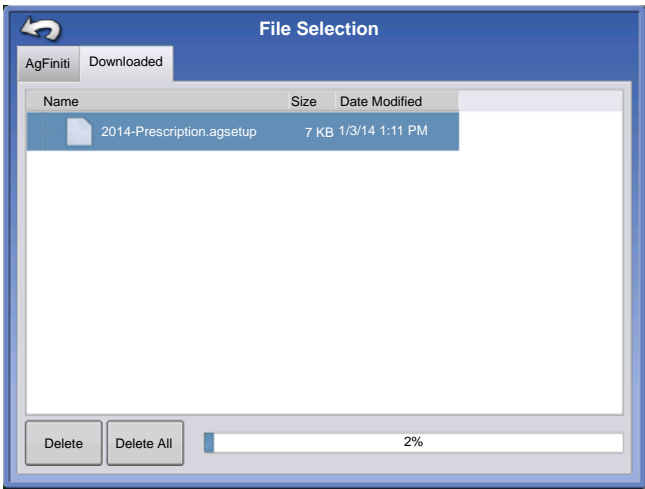 File Selection
AgFiniti Downloaded
Name Size Date Modified
2014-Prescription.agsetup 7 KB 1/3/14 1:11 PM
Delete Delete All 2%